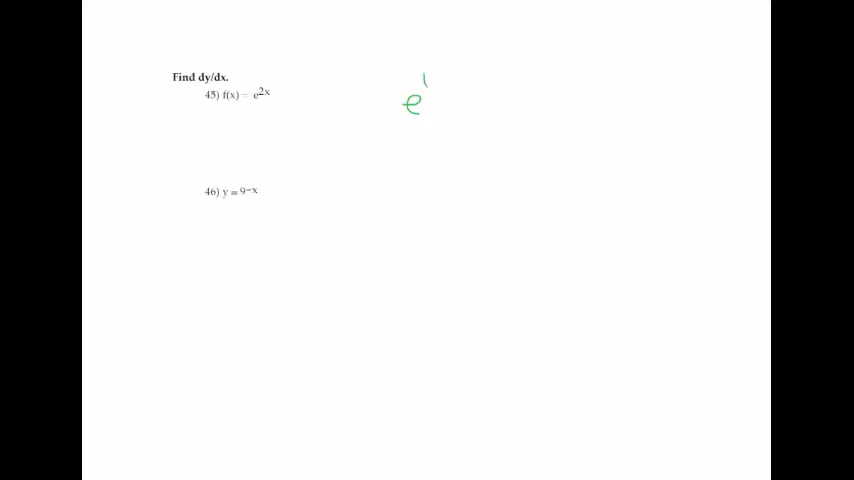 Find dy/dx.
45) f(x) = e^2x
e
46) y = 9^-x